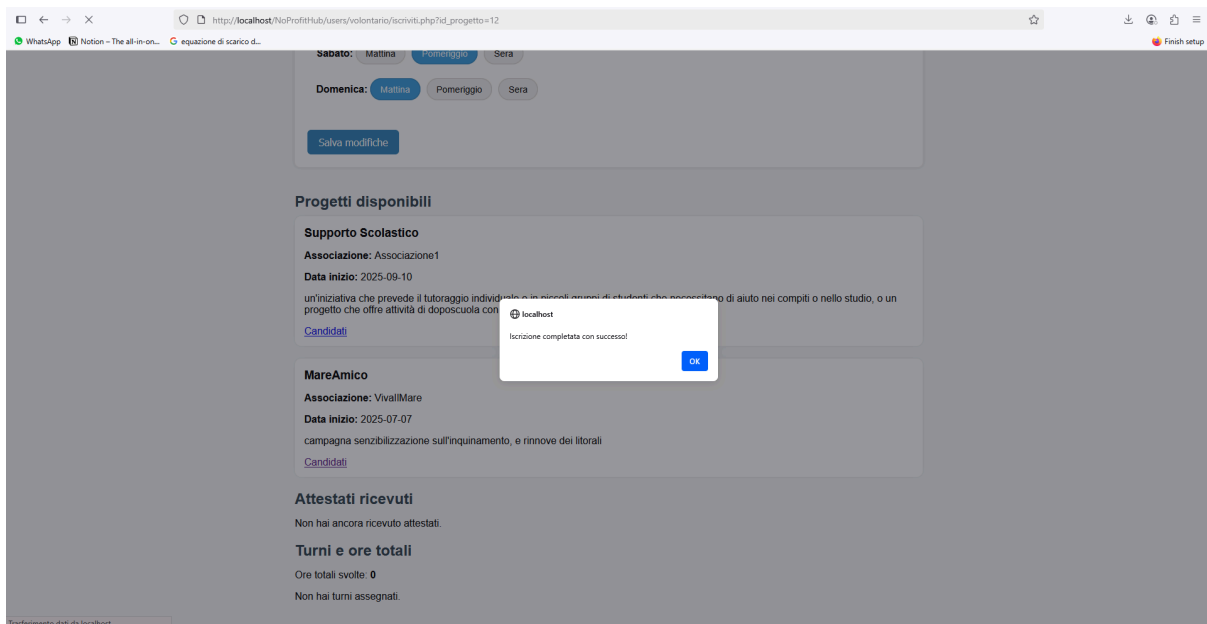 http://localhost/NoProfitHub/users/volontario/iscriviti.php?id_progetto=12
WhatsApp Notion – The all-in-on... equazione di scarico d... Finish setup
Sabato: Mattina Pomeriggio Sera
Domenica: Mattina Pomeriggio Sera
Salva modifiche
Progetti disponibili
Supporto Scolastico
Associazione: Associazione1
Data inizio: 2025-09-10
un'iniziativa che prevede il tutoraggio individuale o in piccoli gruppi di studenti che necessitano di aiuto nei compiti o nello studio, o un
progetto che offre attività di doposcuola con
Candidati
localhost
Iscrizione completata con successo!
OK
MareAmico
Associazione: VivaIlMare
Data inizio: 2025-07-07
campagna senzibilizzazione sull'inquinamento, e rinnove dei litorali
Candidati
Attestati ricevuti
Non hai ancora ricevuto attestati.
Turni e ore totali
Ore totali svolte: 0
Non hai turni assegnati.
Trasferimento dati da localhost...